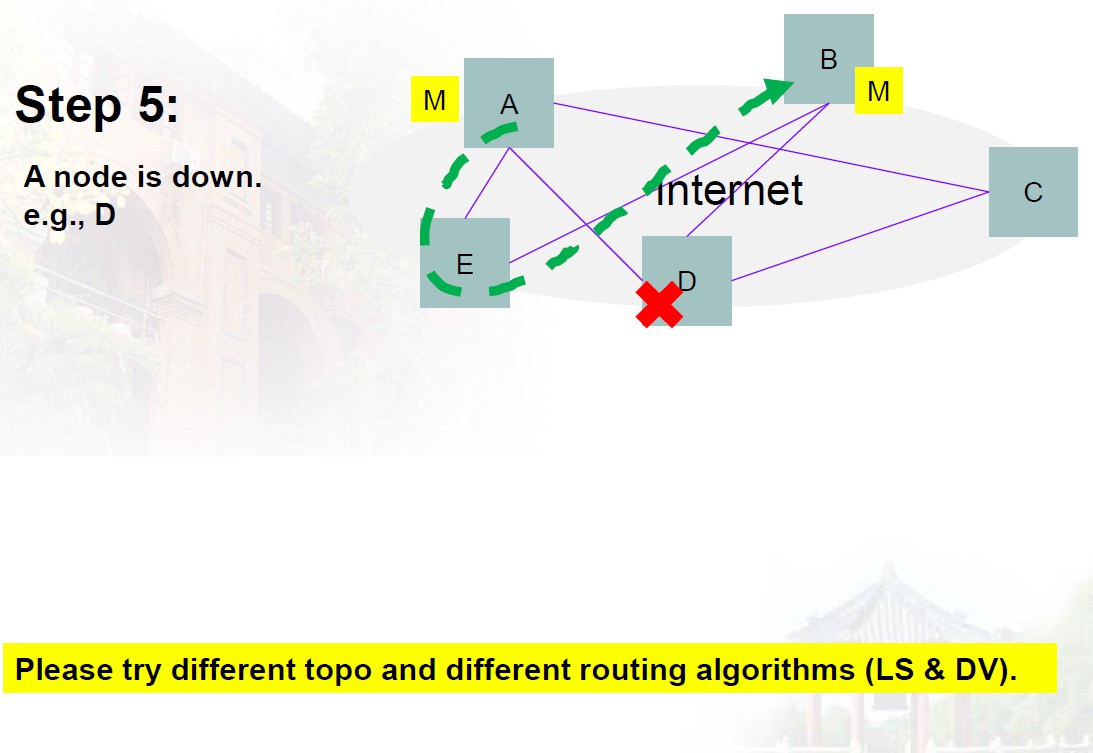 Step 5:
A node is down.
e.g., D
M
A
B
M
Internet
C
E
D
Please try different topo and different routing algorithms (LS & DV).